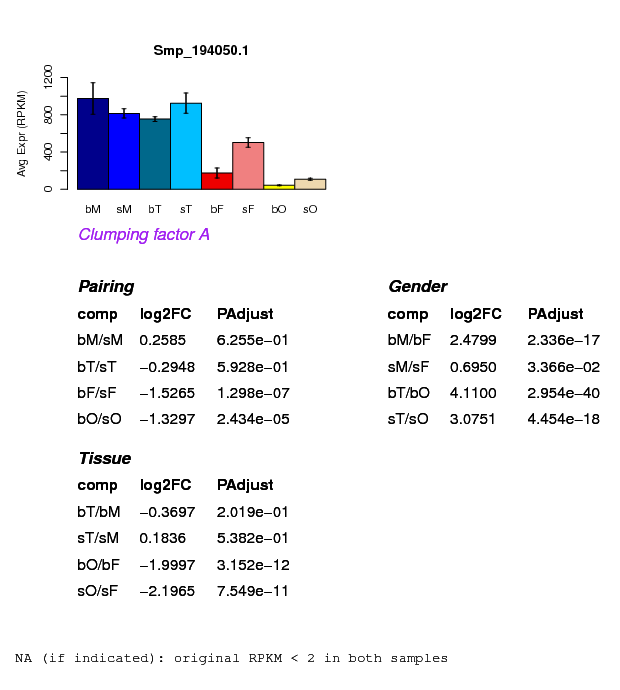 Smp_194050.1
Avg Expr (RPKM)
0 400 800 1200
bM sM bT sT bF sF bO sO
Clumping factor A
Pairing
comp log2FC PAdjust
bM/sM 0.2585 6.255e−01
bT/sT −0.2948 5.928e−01
bF/sF −1.5265 1.298e−07
bO/sO −1.3297 2.434e−05
Gender
comp log2FC PAdjust
bM/bF 2.4799 2.336e−17
sM/sF 0.6950 3.366e−02
bT/bO 4.1100 2.954e−40
sT/sO 3.0751 4.454e−18
Tissue
comp log2FC PAdjust
bT/bM −0.3697 2.019e−01
sT/sM 0.1836 5.382e−01
bO/bF −1.9997 3.152e−12
sO/sF −2.1965 7.549e−11
NA (if indicated): original RPKM < 2 in both samples